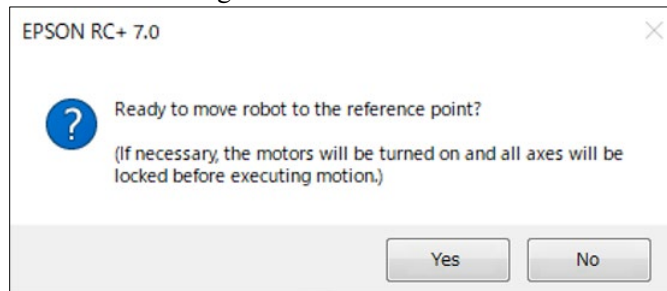 EPSON RC+ 7.0
Ready to move robot to the reference point?
(If necessary, the motors will be turned on and all axes will be
locked before executing motion.)
Yes
No